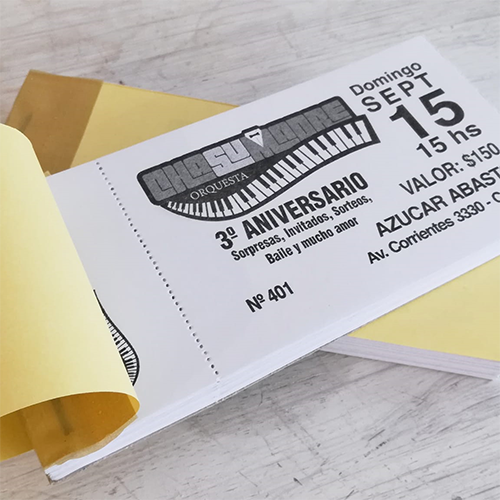 CHESUMADRE
ORQUESTA
3º ANIVERSARIO
Sorpresas, Invitados, Sorteos,
Baile y mucho amor
Nº 401
Domingo
SEPT
15
15 hs
VALOR: $150
AZUCAR ABAST
Av. Corrientes 3330 - C